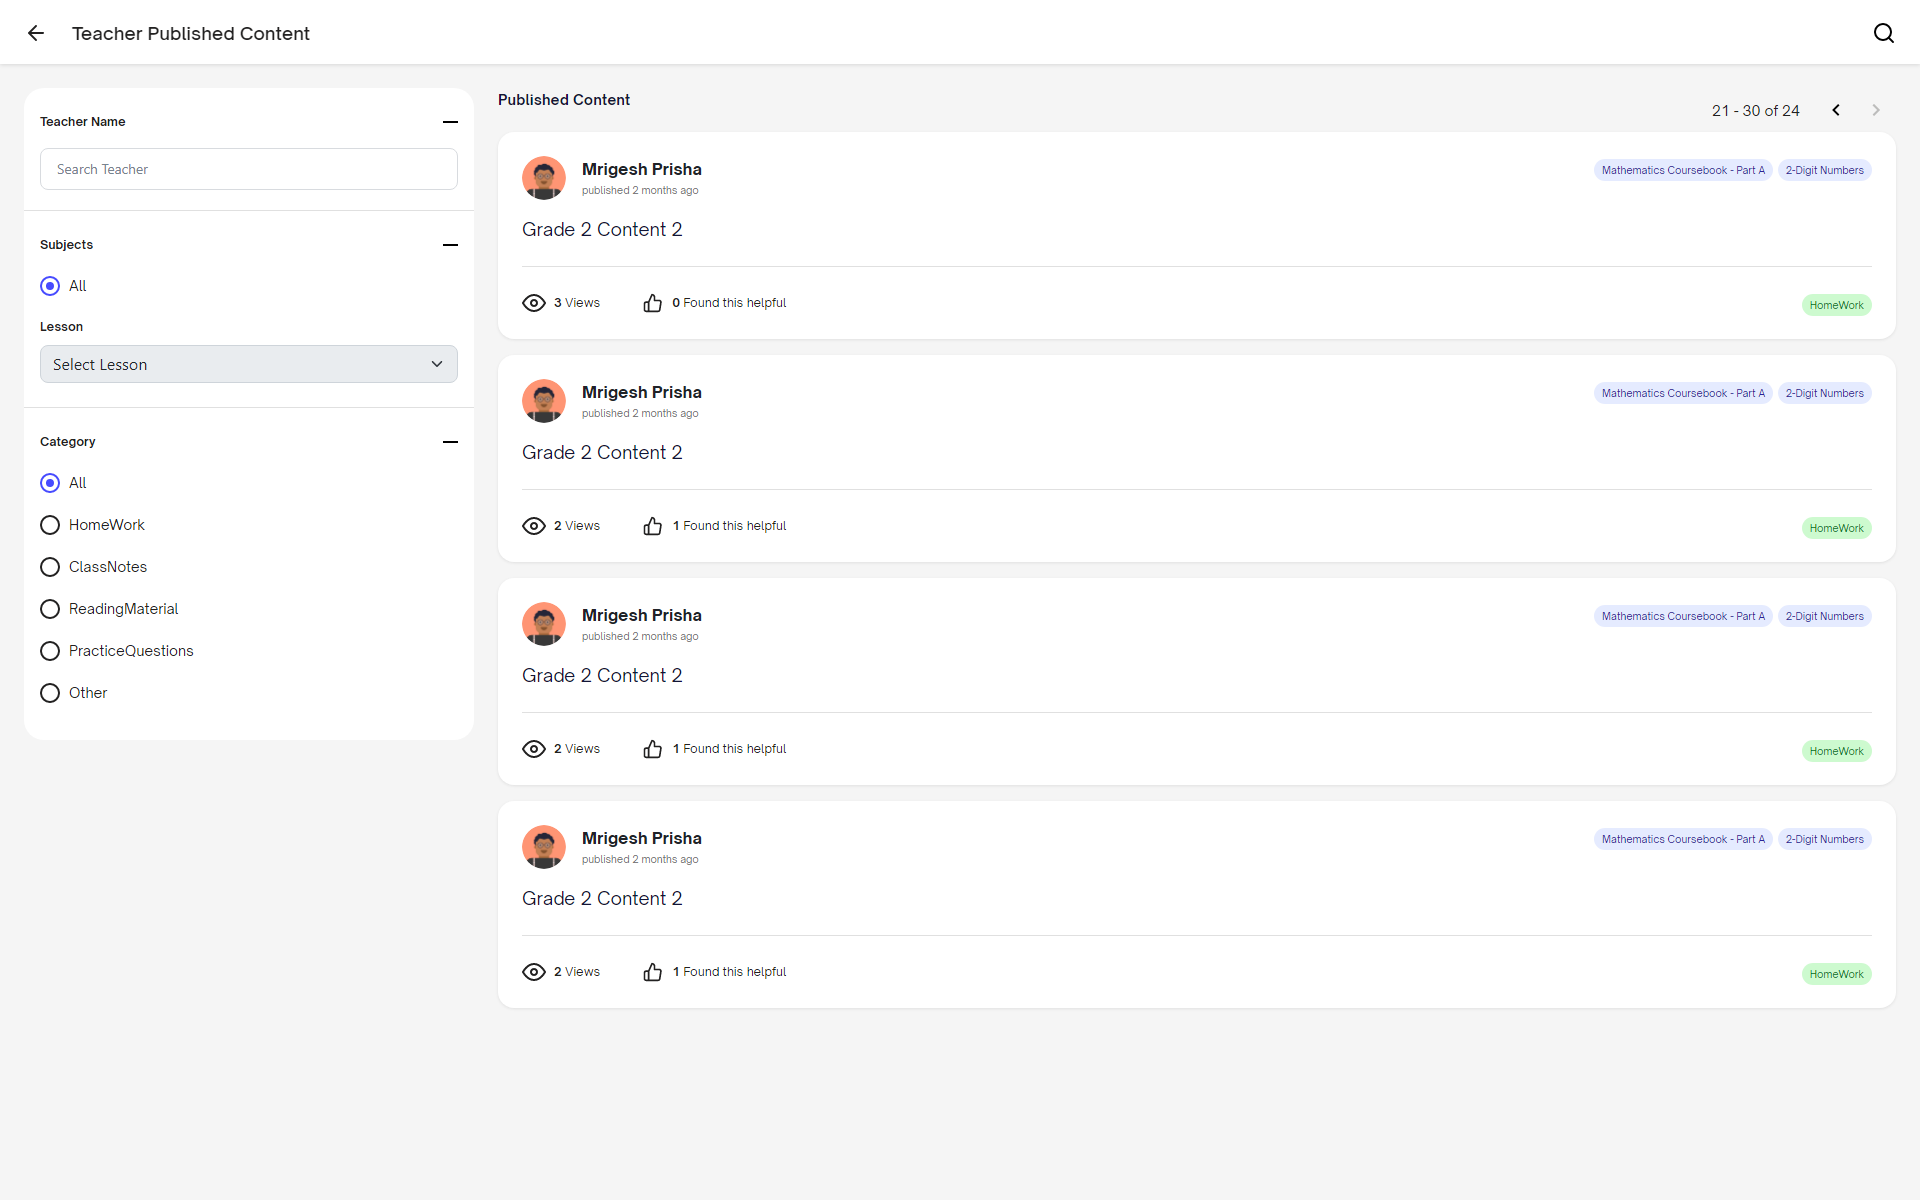 Teacher Published Content
Teacher Name
Search Teacher
Subjects
All
Lesson
Select Lesson
Category
All
HomeWork
ClassNotes
ReadingMaterial
PracticeQuestions
Other
Published Content
21 - 30 of 24
Mrigesh Prisha
published 2 months ago
Mathematics Coursebook - Part A
2-Digit Numbers
Grade 2 Content 2
3 Views
0 Found this helpful
HomeWork
Mrigesh Prisha
published 2 months ago
Mathematics Coursebook - Part A
2-Digit Numbers
Grade 2 Content 2
2 Views
1 Found this helpful
HomeWork
Mrigesh Prisha
published 2 months ago
Mathematics Coursebook - Part A
2-Digit Numbers
Grade 2 Content 2
2 Views
1 Found this helpful
HomeWork
Mrigesh Prisha
published 2 months ago
Mathematics Coursebook - Part A
2-Digit Numbers
Grade 2 Content 2
2 Views
1 Found this helpful
HomeWork